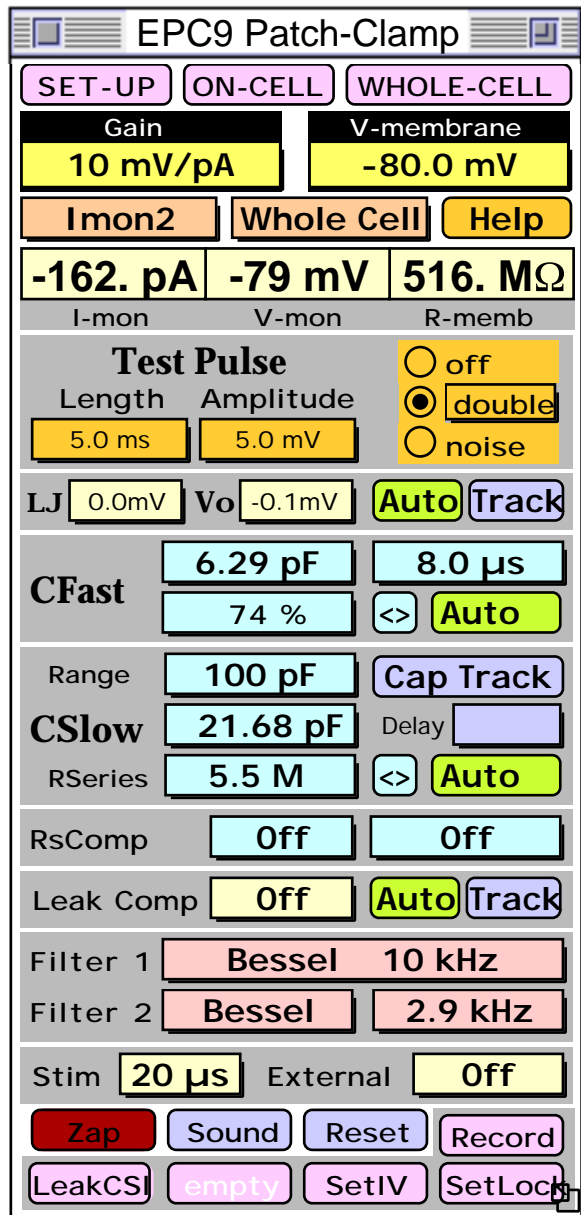 EPC9 Patch-Clamp
SET-UP ON-CELL WHOLE-CELL
Gain V-membrane
10 mV/pA -80.0 mV
Imon2 Whole Cell Help
-162. pA -79 mV 516. MΩ
I-mon V-mon R-memb
Test Pulse off
Length Amplitude double
5.0 ms 5.0 mV noise
LJ 0.0mV Vo -0.1mV Auto Track
CFast 6.29 pF 8.0 µs
74 % <> Auto
Range 100 pF Cap Track
CSlow 21.68 pF Delay
RSeries 5.5 M <> Auto
RsComp Off Off
Leak Comp Off Auto Track
Filter 1 Bessel 10 kHz
Filter 2 Bessel 2.9 kHz
Stim 20 µs External Off
Zap Sound Reset Record
LeakCSl empty SetIV SetLock